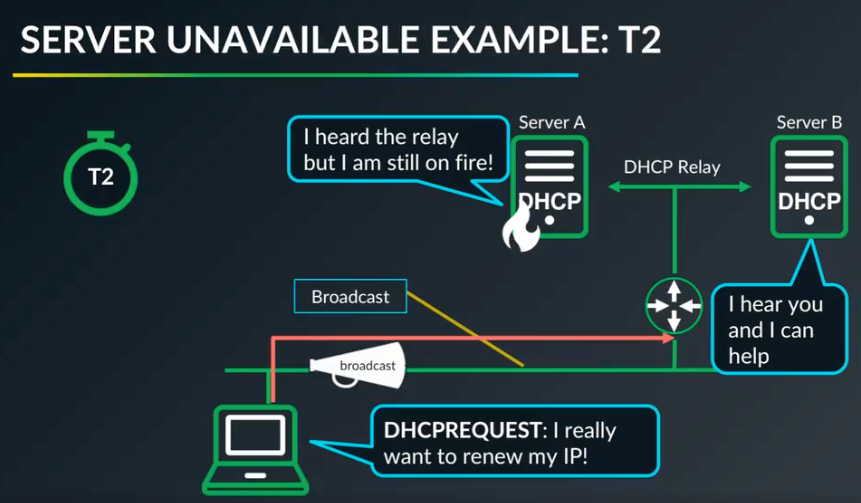 SERVER UNAVAILABLE EXAMPLE: T2
T2
I heard the relay
but I am still on fire!
Server A
DHCP
DHCP Relay
Server B
DHCP
Broadcast
I hear you
and I can
help
broadcast
DHCPREQUEST: I really
want to renew my IP!